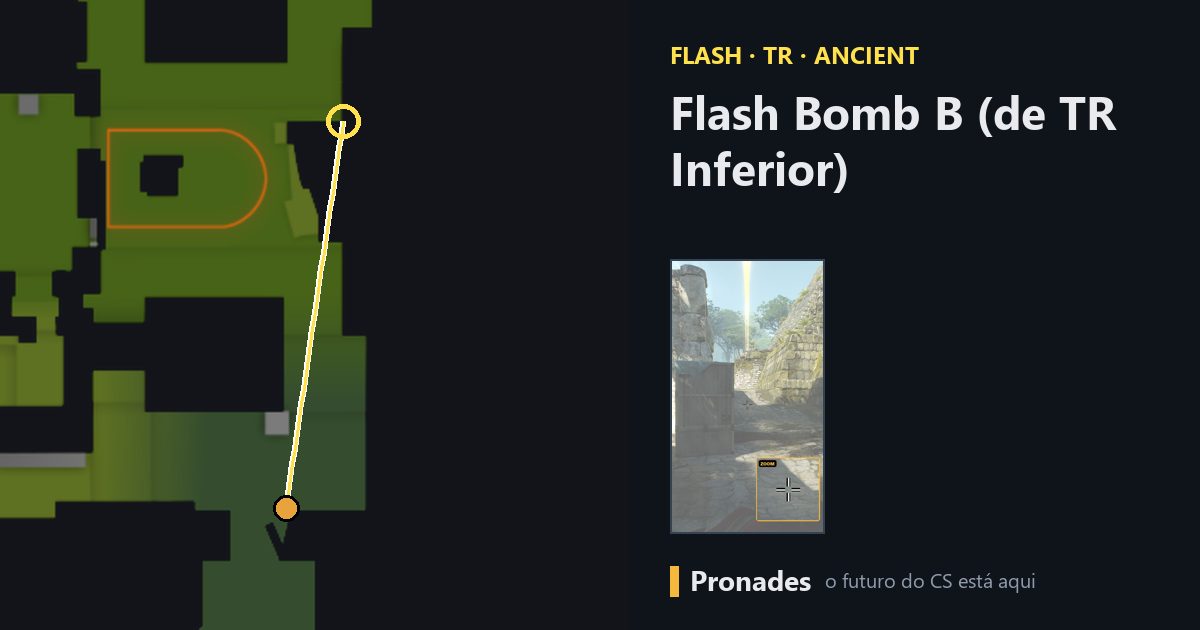 FLASH · TR · ANCIENT
Flash Bomb B (de TR
Inferior)
ZOOM
Pronades o futuro do CS está aqui